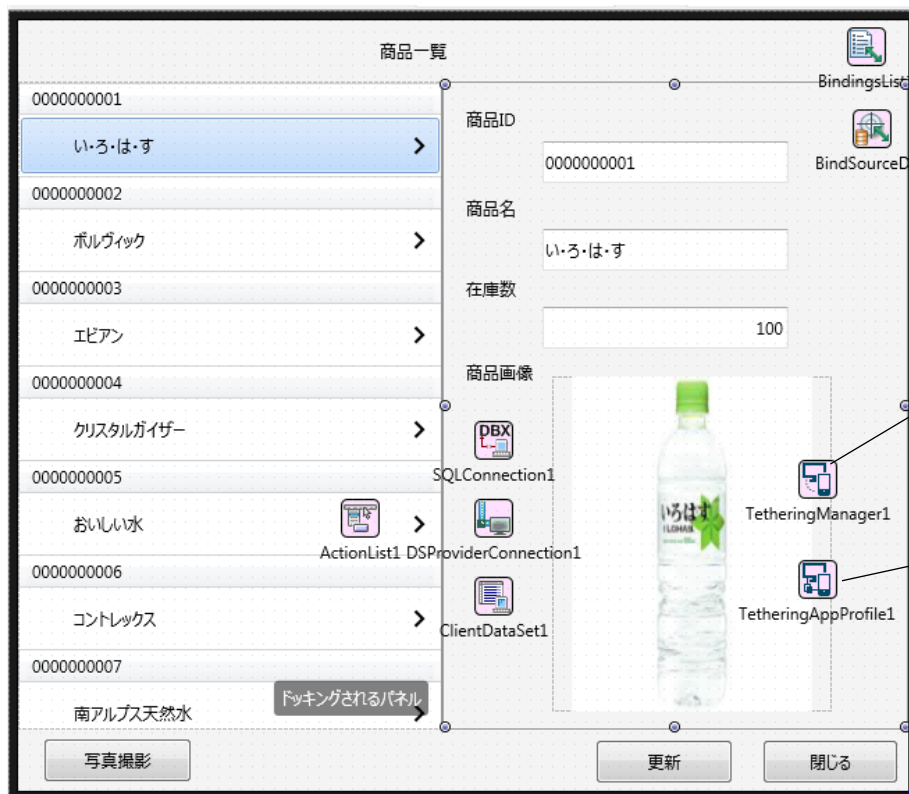 商品一覧
BindingsList
0000000001
い・ろ・は・す
0000000002
ボルヴィック
0000000003
エビアン
0000000004
クリスタルガイザー
0000000005
おいしい水
0000000006
コントレックス
0000000007
南アルプス天然水
ドッキングされるパネル
商品ID
0000000001
BindSourceD
商品名
い・ろ・は・す
在庫数
100
商品画像
DBX
SQLConnection1
いろはす
I LOHAS
TetheringManager1
ActionList1
DSProviderConnection1
ClientDataSet1
TetheringAppProfile1
写真撮影
更新
閉じる